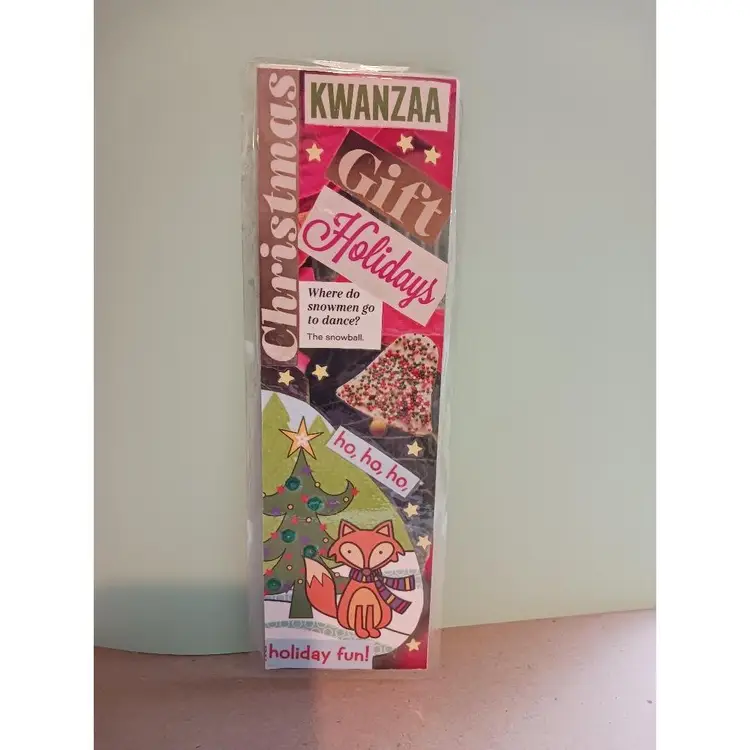 Christmas
KWANZAA
Gift
Holidays
Where do
snowmen go
to dance?
The snowball.
ho, ho, ho,
holiday fun!